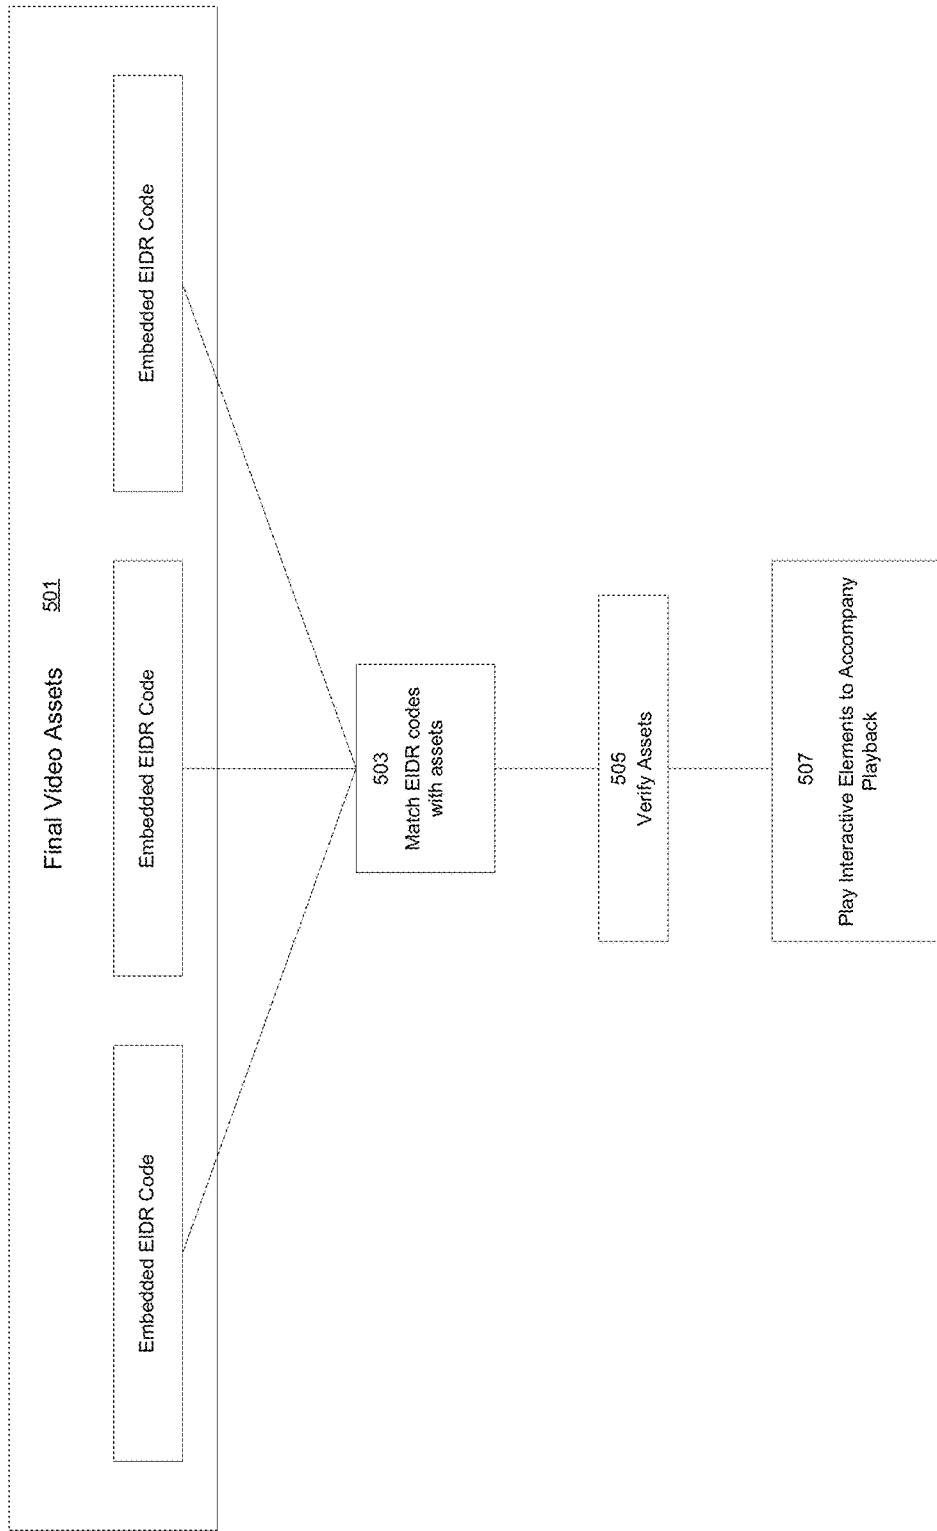 Final Video Assets 501
Embedded EIDR Code
Embedded EIDR Code
Embedded EIDR Code
503
Match EIDR codes
with assets
505
Verify Assets
507
Play Interactive Elements to Accompany
Playback